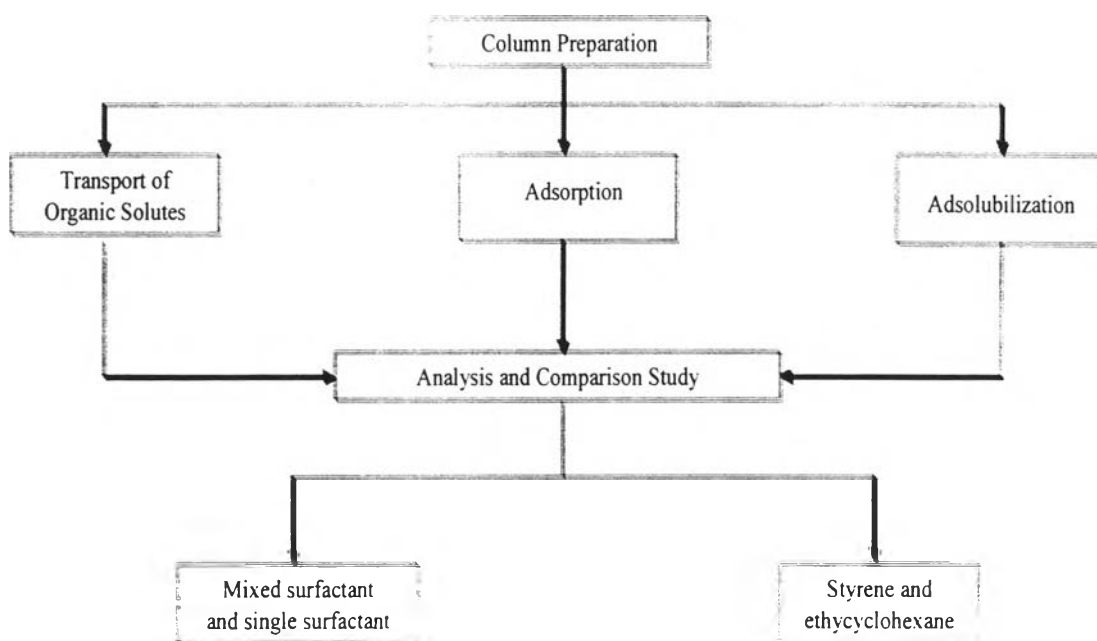 Column Preparation
Transport of
Organic Solutes
Adsorption
Adsolubilization
Analysis and Comparison Study
Mixed surfactant
and single surfactant
Styrene and
ethycyclohexane